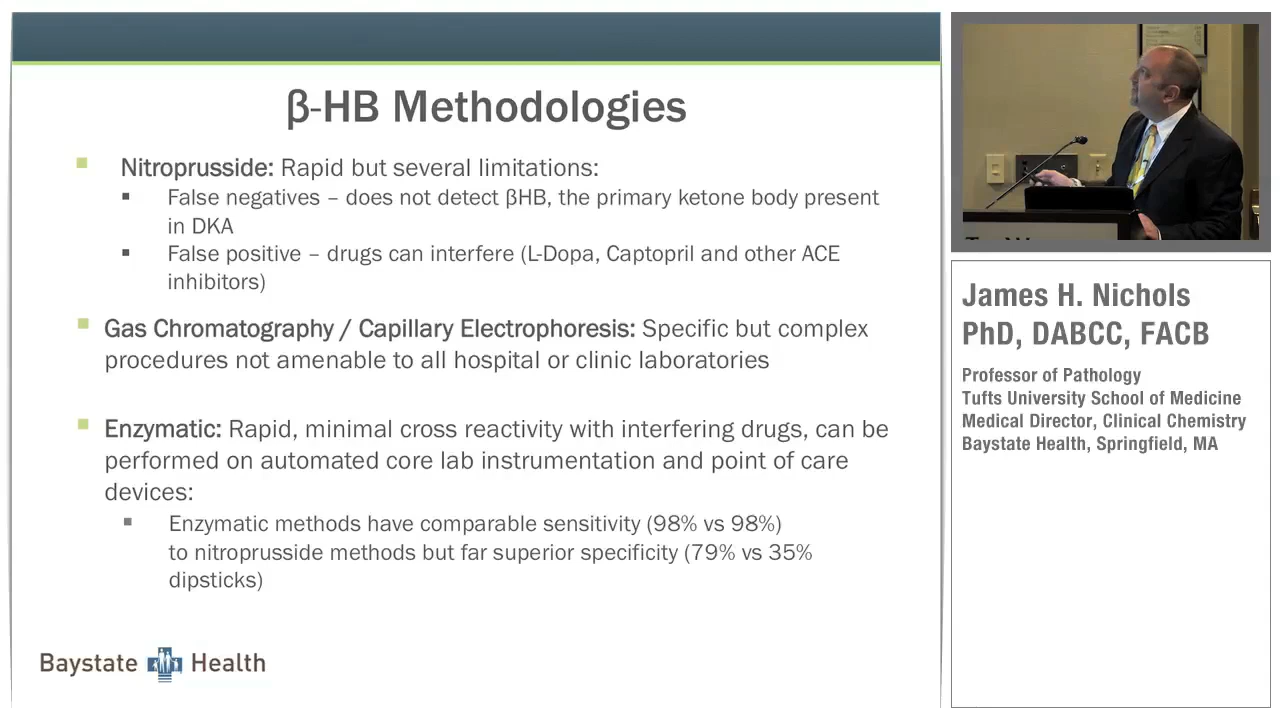 β-HB Methodologies
Nitroprusside: Rapid but several limitations:
False negatives – does not detect βHB, the primary ketone body present
in DKA
False positive – drugs can interfere (L-Dopa, Captopril and other ACE
inhibitors)
Gas Chromatography / Capillary Electrophoresis: Specific but complex
procedures not amenable to all hospital or clinic laboratories
Enzymatic: Rapid, minimal cross reactivity with interfering drugs, can be
performed on automated core lab instrumentation and point of care
devices:
Enzymatic methods have comparable sensitivity (98% vs 98%)
to nitroprusside methods but far superior specificity (79% vs 35%
dipsticks)
Baystate Health
James H. Nichols
PhD, DABCC, FACB
Professor of Pathology
Tufts University School of Medicine
Medical Director, Clinical Chemistry
Baystate Health, Springfield, MA